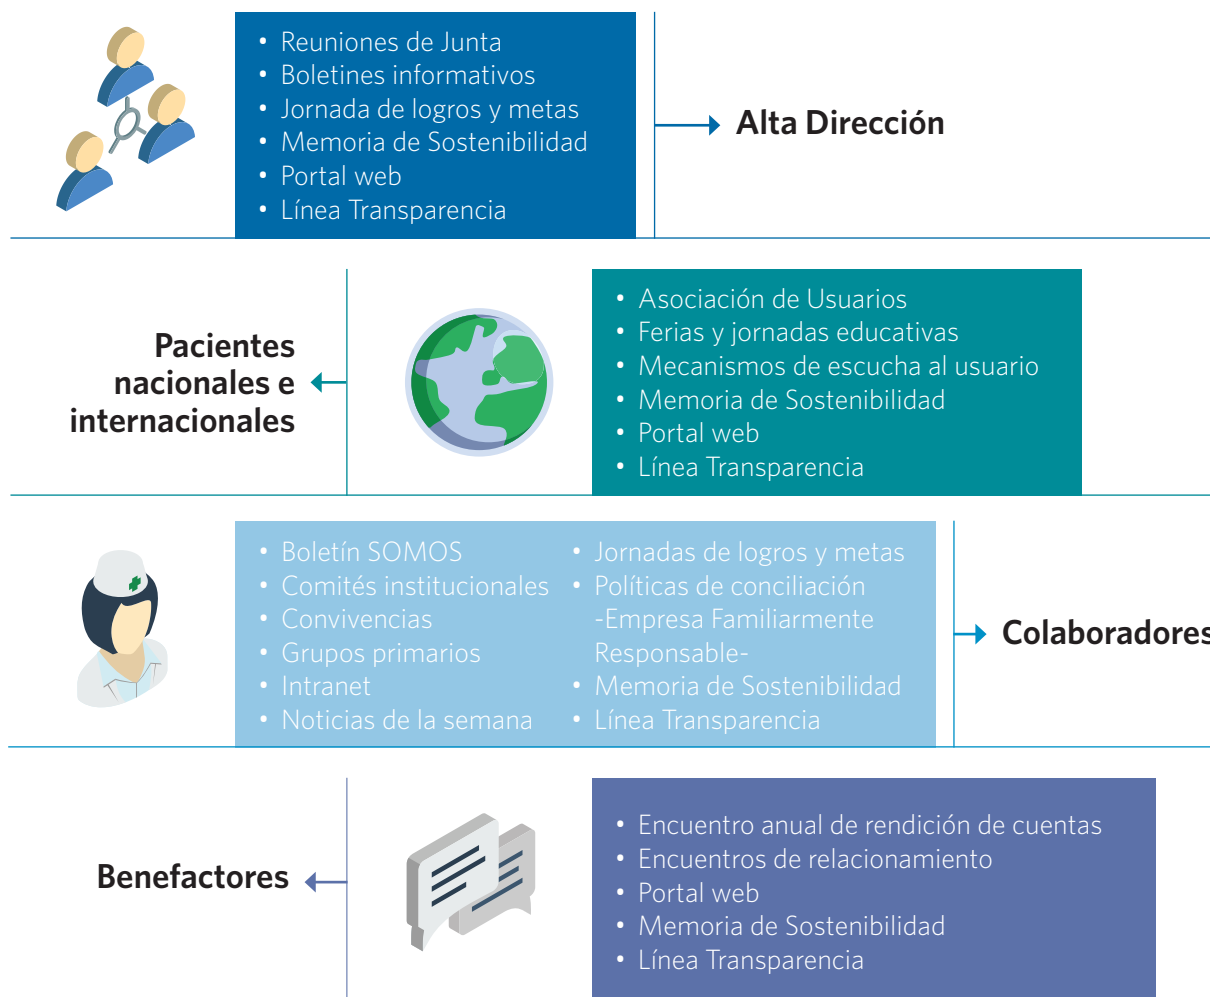 • Reuniones de Junta
• Boletines informativos
• Jornada de logros y metas
• Memoria de Sostenibilidad
• Portal web
• Línea Transparencia
Alta Dirección
Pacientes
nacionales e
internacionales
• Asociación de Usuarios
• Ferias y jornadas educativas
• Mecanismos de escucha al usuario
• Memoria de Sostenibilidad
• Portal web
• Línea Transparencia
• Boletín SOMOS
• Comités institucionales
• Convivencias
• Grupos primarios
• Intranet
• Noticias de la semana
• Jornadas de logros y metas
• Políticas de conciliación
-Empresa Familiarmente
Responsable-
• Memoria de Sostenibilidad
• Línea Transparencia
Colaboradores
Benefactores
• Encuentro anual de rendición de cuentas
• Encuentros de relacionamiento
• Portal web
• Memoria de Sostenibilidad
• Línea Transparencia